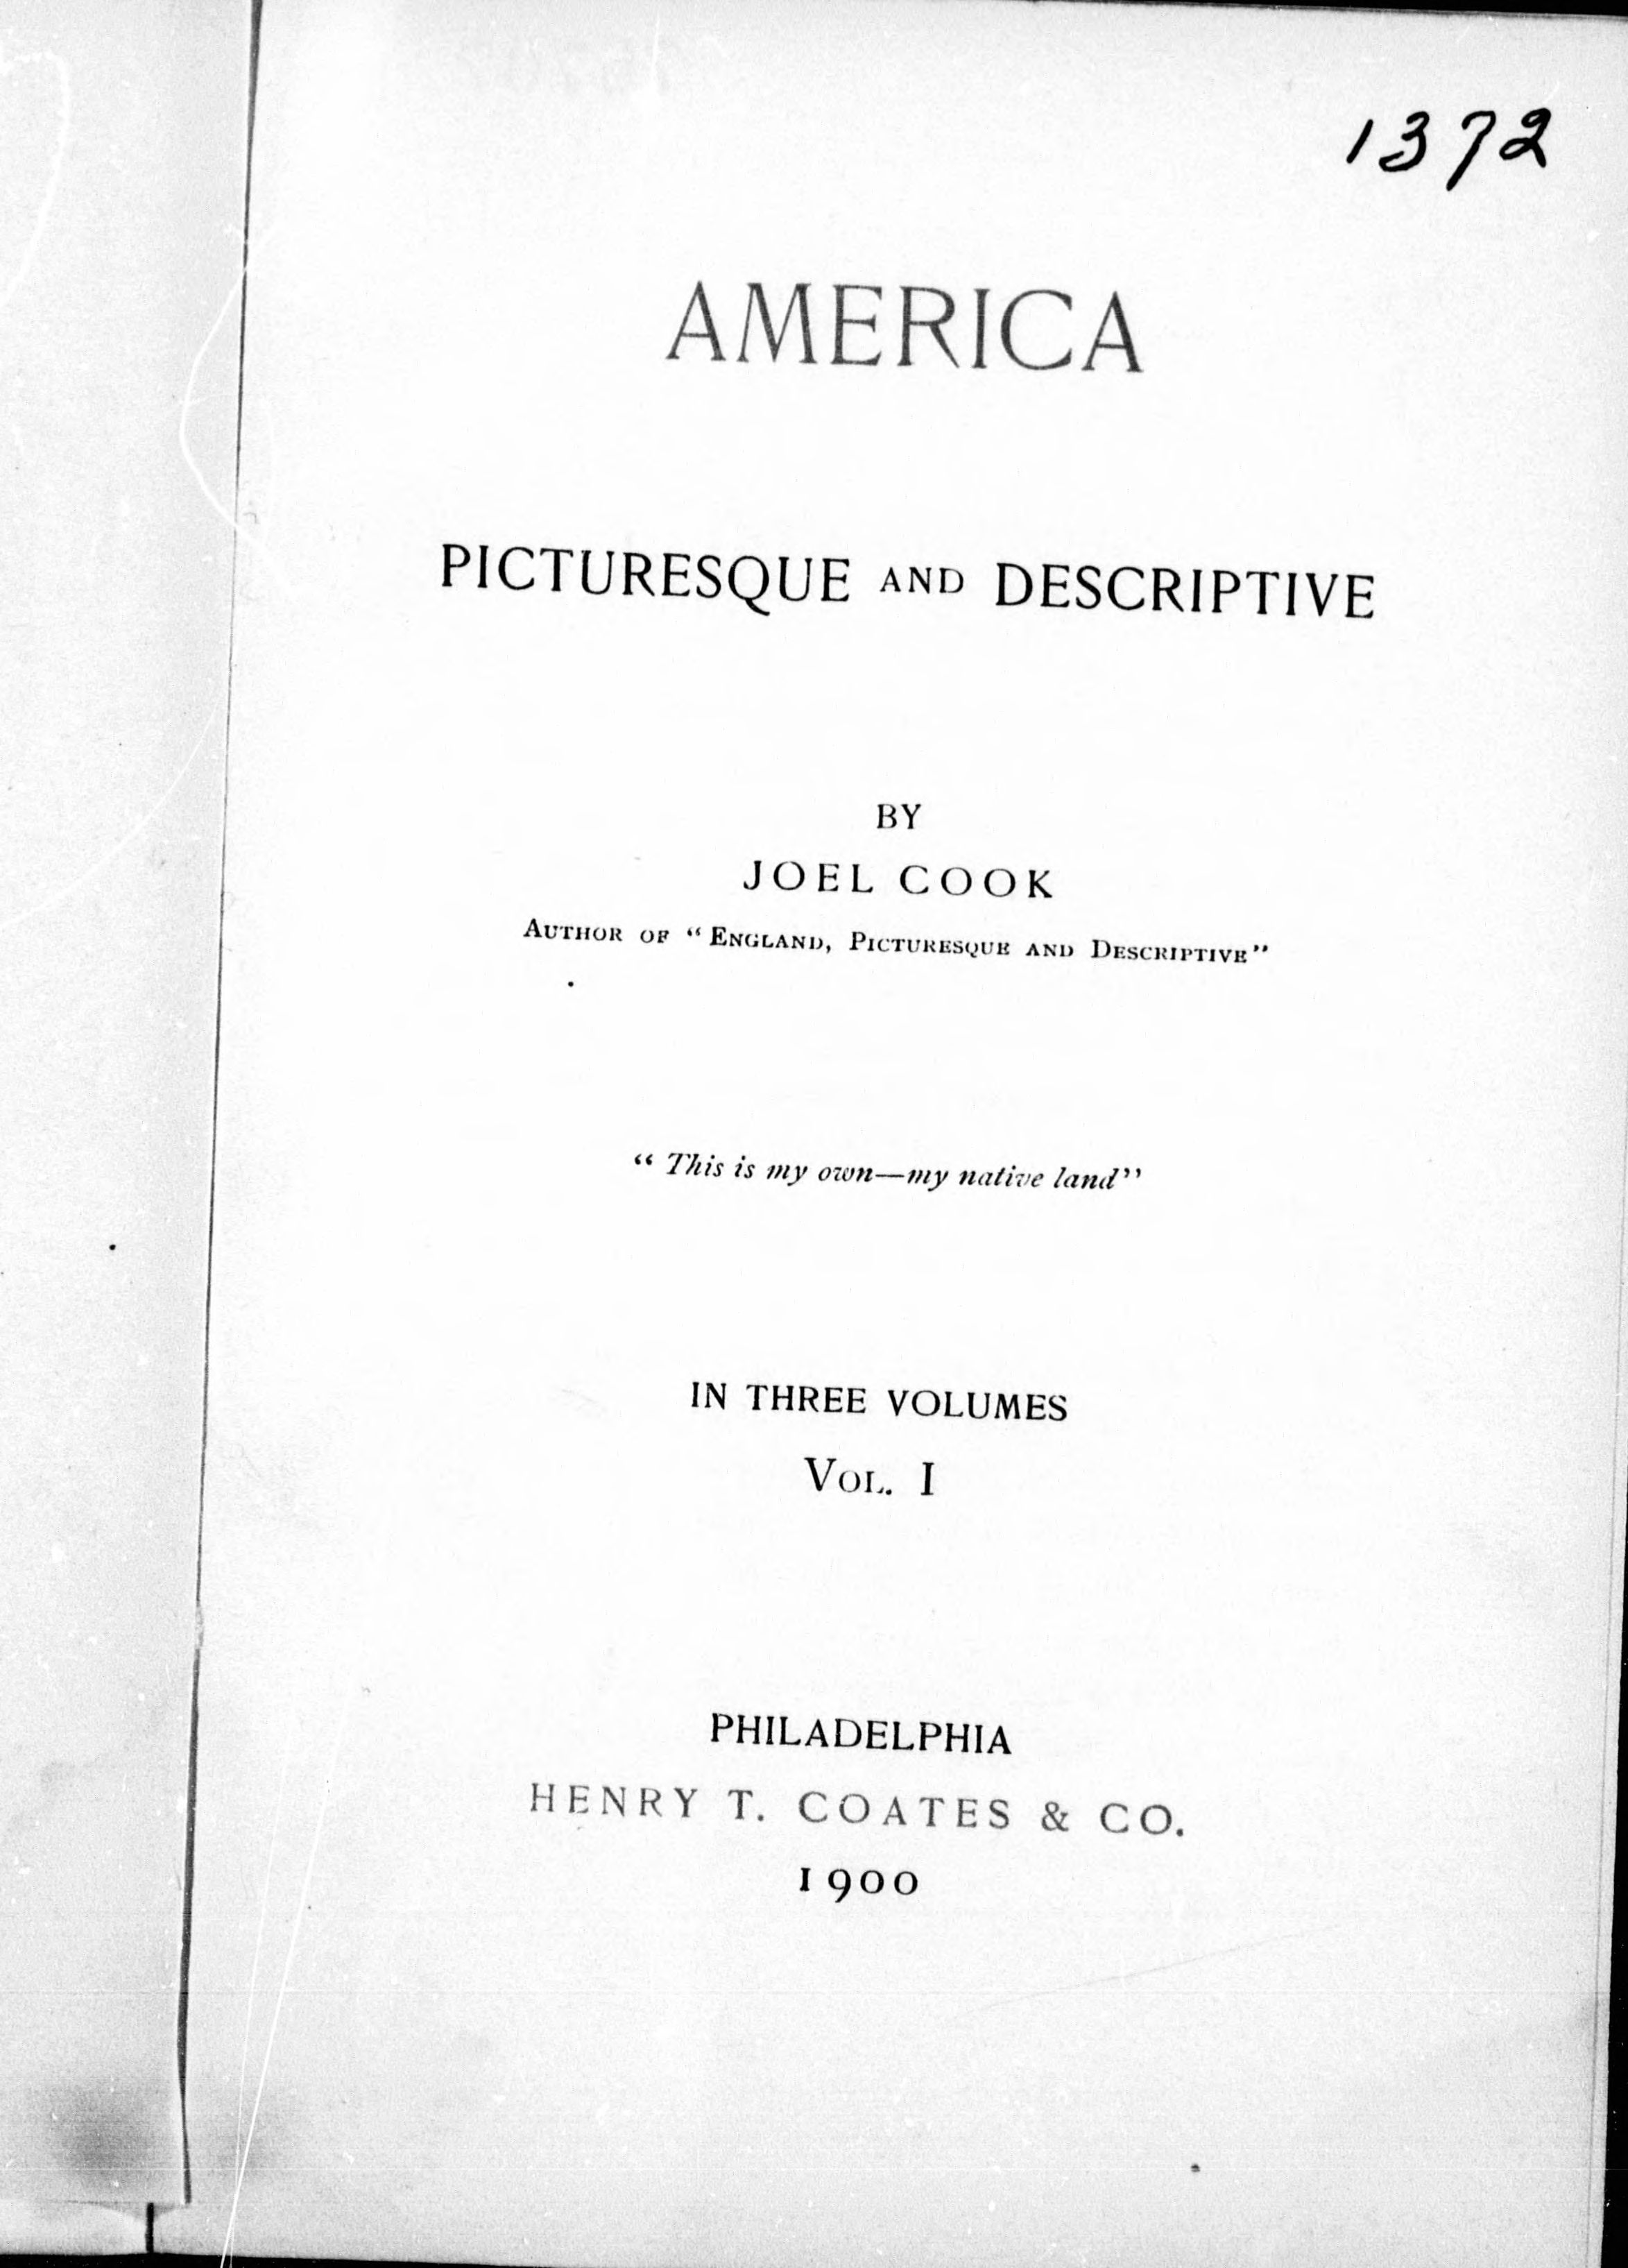 1372
AMERICA
PICTURESQUE AND DESCRIPTIVE
BY
JOEL COOK
AUTHOR OF “ENGLAND, PICTURESQUE AND DESCRIPTIVE”
“This is my own—my native land”
IN THREE VOLUMES
VOL. I
PHILADELPHIA
HENRY T. COATES & CO.
1900